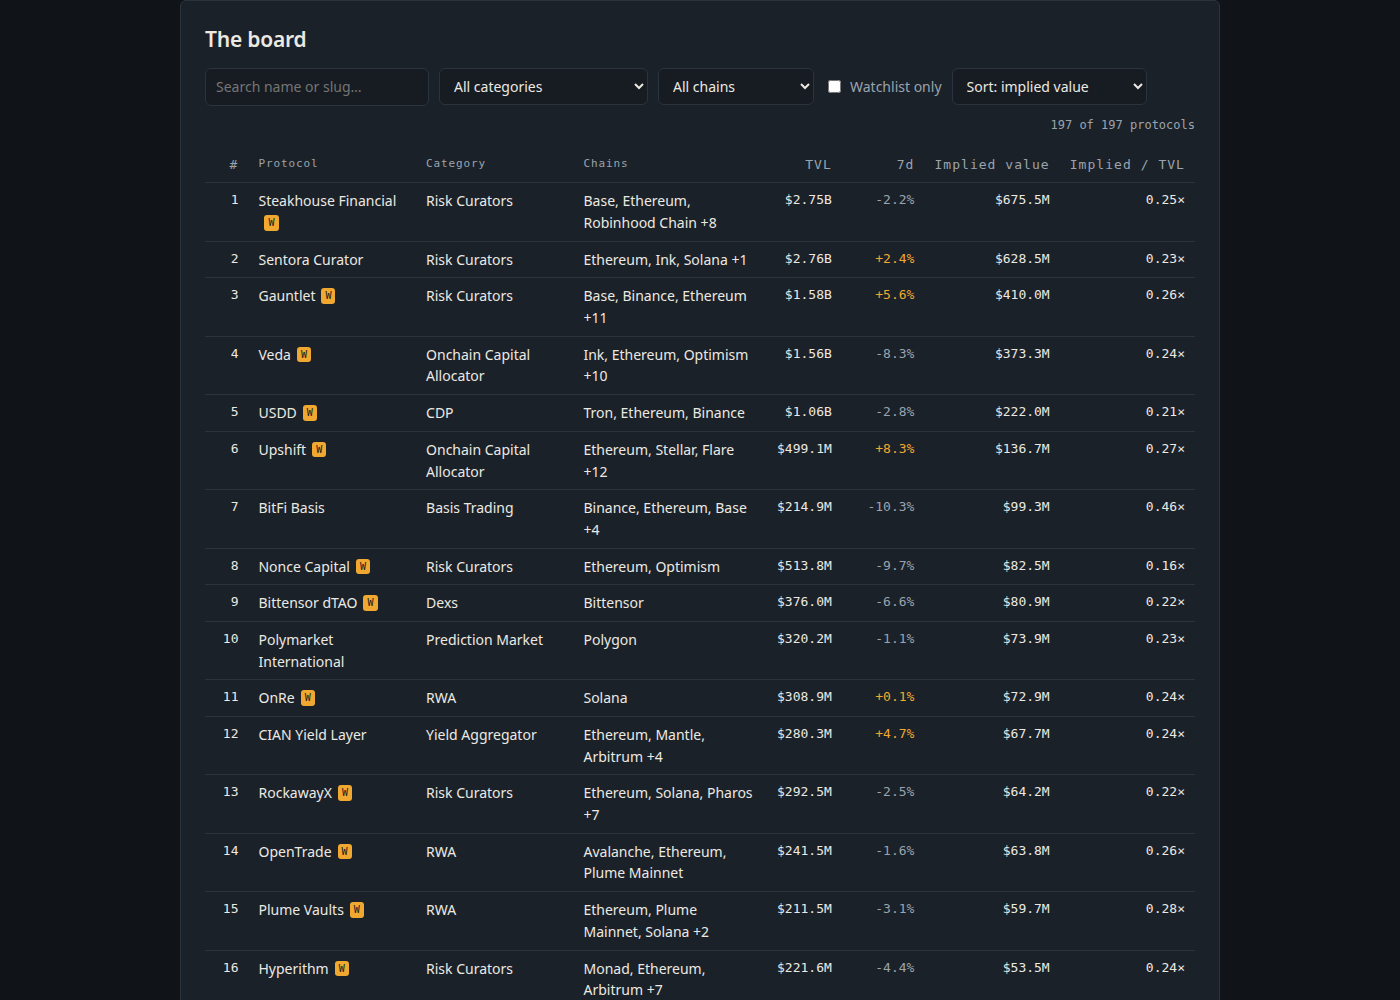 The board
Search name or slug... All categories All chains Watchlist only Sort: implied value
197 of 197 protocols
# Protocol Category Chains TVL 7d Implied value Implied / TVL
1 Steakhouse Financial Risk Curators Base, Ethereum, $2.75B -2.2% $675.5M 0.25×
W Robinhood Chain +8
2 Sentora Curator Risk Curators Ethereum, Ink, Solana +1 $2.76B +2.4% $628.5M 0.23×
3 Gauntlet W Risk Curators Base, Binance, Ethereum $1.58B +5.6% $410.0M 0.26×
+11
4 Veda W Onchain Capital Ink, Ethereum, Optimism $1.56B -8.3% $373.3M 0.24×
Allocator +10
5 USDD W CDP Tron, Ethereum, Binance $1.06B -2.8% $222.0M 0.21×
6 Upshift W Onchain Capital Ethereum, Stellar, Flare $499.1M +8.3% $136.7M 0.27×
Allocator +12
7 BitFi Basis Basis Trading Binance, Ethereum, Base $214.9M -10.3% $99.3M 0.46×
+4
8 Nonce Capital W Risk Curators Ethereum, Optimism $513.8M -9.7% $82.5M 0.16×
9 Bittensor dTAO W Dexs Bittensor $376.0M -6.6% $80.9M 0.22×
10 Polymarket Prediction Market Polygon $320.2M -1.1% $73.9M 0.23×
International
11 OnRe W RWA Solana $308.9M +0.1% $72.9M 0.24×
12 CIAN Yield Layer Yield Aggregator Ethereum, Mantle, $280.3M +4.7% $67.7M 0.24×
Arbitrum +4
13 RockawayX W Risk Curators Ethereum, Solana, Pharos $292.5M -2.5% $64.2M 0.22×
+7
14 OpenTrade W RWA Avalanche, Ethereum, $241.5M -1.6% $63.8M 0.26×
Plume Mainnet
15 Plume Vaults W RWA Ethereum, Plume $211.5M -3.1% $59.7M 0.28×
Mainnet, Solana +2
16 Hyperithm W Risk Curators Monad, Ethereum, $221.6M -4.4% $53.5M 0.24×
Arbitrum +7